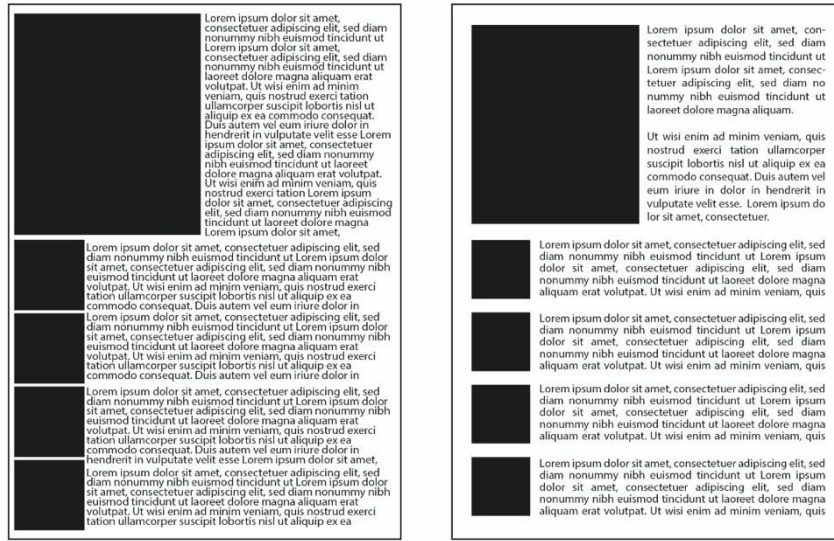 Lorem ipsum dolor sit amet,
consectetuer adipiscing elit, sed diam
nonummy nibh euismod tincidunt ut
Lorem ipsum dolor sit amet,
consectetuer adipiscing elit, sed diam
nonummy nibh euismod tincidunt ut
laoreet dolore magna aliquam erat
volutpat. Ut wisi enim ad minim
veniam, quis nostrud exerci tation
ullamcorper suscipit lobortis nisl ut
aliquip ex ea commodo consequat.
Duis autem vel eum iriure dolor in
hendrerit in vulputate velit esse Lorem
ipsum dolor sit amet, consectetuer
adipiscing elit, sed diam nonummy
nibh euismod tincidunt ut laoreet
dolore magna aliquam erat volutpat.
Ut wisi enim ad minim veniam, quis
nostrud exerci tation Lorem ipsum
dolor sit amet, consectetuer adipiscing
elit, sed diam nonummy nibh euismod
tincidunt ut laoreet dolore magna
Lorem ipsum dolor sit amet,
Lorem ipsum dolor sit amet, consectetuer adipiscing elit, sed
diam nonummy nibh euismod tincidunt ut Lorem ipsum dolor
sit amet, consectetuer adipiscing elit, sed diam nonummy nibh
euismod tincidunt ut laoreet dolore magna aliquam erat
volutpat. Ut wisi enim ad minim veniam, quis nostrud exerci
tation ullamcorper suscipit lobortis nisl ut aliquip ex ea
commodo consequat. Duis autem vel eum iriure dolor in
Lorem ipsum dolor sit amet, consectetuer adipiscing elit, sed
diam nonummy nibh euismod tincidunt ut Lorem ipsum dolor
sit amet, consectetuer adipiscing elit, sed diam nonummy nibh
euismod tincidunt ut laoreet dolore magna aliquam erat
volutpat. Ut wisi enim ad minim veniam, quis nostrud exerci
tation ullamcorper suscipit lobortis nisl ut aliquip ex ea
commodo consequat. Duis autem vel eum iriure dolor in
Lorem ipsum dolor sit amet, consectetuer adipiscing elit, sed
diam nonummy nibh euismod tincidunt ut Lorem ipsum dolor
sit amet, consectetuer adipiscing elit, sed diam nonummy nibh
euismod tincidunt ut laoreet dolore magna aliquam erat
volutpat. Ut wisi enim ad minim veniam, quis nostrud exerci
tation ullamcorper suscipit lobortis nisl ut aliquip ex ea
commodo consequat. Duis autem vel eum iriure dolor in
hendrerit in vulputate velit esse Lorem ipsum dolor sit amet,
Lorem ipsum dolor sit amet, consectetuer adipiscing elit, sed
diam nonummy nibh euismod tincidunt ut Lorem ipsum dolor
sit amet, consectetuer adipiscing elit, sed diam nonummy nibh
euismod tincidunt ut laoreet dolore magna aliquam erat
volutpat. Ut wisi enim ad minim veniam, quis nostrud exerci
tation ullamcorper suscipit lobortis nisl ut aliquip ex ea
Lorem ipsum dolor sit amet, con-
sectetuer adipiscing elit, sed diam
nonummy nibh euismod tincidunt ut
Lorem ipsum dolor sit amet, consec-
tetuer adipiscing elit, sed diam no
nummy nibh euismod tincidunt ut
laoreet dolore magna aliquam.
Ut wisi enim ad minim veniam, quis
nostrud exerci tation ullamcorper
suscipit lobortis nisl ut aliquip ex ea
commodo consequat. Duis autem vel
eum iriure in dolor in hendrerit in
vulputate velit esse. Lorem ipsum do
lor sit amet, consectetuer.
Lorem ipsum dolor sit amet, consectetuer adipiscing elit, sed
diam nonummy nibh euismod tincidunt ut Lorem ipsum
dolor sit amet, consectetuer adipiscing elit, sed diam
nonummy nibh euismod tincidunt ut laoreet dolore magna
aliquam erat volutpat. Ut wisi enim ad minim veniam, quis
Lorem ipsum dolor sit amet, consectetuer adipiscing elit, sed
diam nonummy nibh euismod tincidunt ut Lorem ipsum
dolor sit amet, consectetuer adipiscing elit, sed diam
nonummy nibh euismod tincidunt ut laoreet dolore magna
aliquam erat volutpat. Ut wisi enim ad minim veniam, quis
Lorem ipsum dolor sit amet, consectetuer adipiscing elit, sed
diam nonummy nibh euismod tincidunt ut Lorem ipsum
dolor sit amet, consectetuer adipiscing elit, sed diam
nonummy nibh euismod tincidunt ut laoreet dolore magna
aliquam erat volutpat. Ut wisi enim ad minim veniam, quis
Lorem ipsum dolor sit amet, consectetuer adipiscing elit, sed
diam nonummy nibh euismod tincidunt ut Lorem ipsum
dolor sit amet, consectetuer adipiscing elit, sed diam
nonummy nibh euismod tincidunt ut laoreet dolore magna
aliquam erat volutpat. Ut wisi enim ad minim veniam, quis